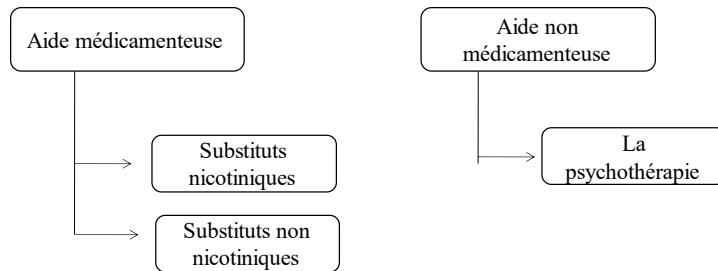 Aide médicamenteuse
Aide non
médicamenteuse
Substituts
nicotiniques
La
psychothérapie
Substituts non
nicotiniques